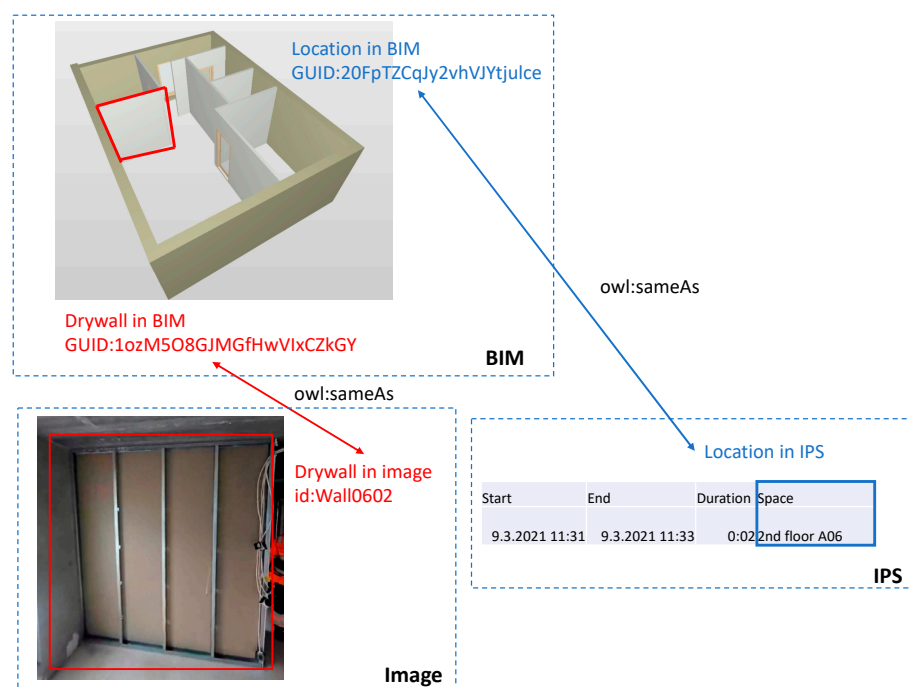 Location in BIM
GUID:20FpTZCqJy2vhVJYtjulce
owl:sameAs
Drywall in BIM
GUID:1ozM5O8GJMGfHwVIxCZkGY
BIM
owl:sameAs
Drywall in image
id:Wall0602
Image
Location in IPS
Start End Duration Space
9.3.2021 11:31 9.3.2021 11:33 0:02 2nd floor A06
IPS